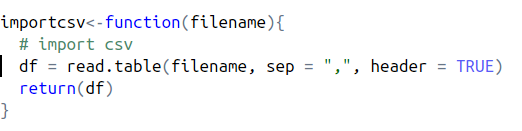 importcsv<-function(filename){
  # import csv
  df = read.table(filename, sep = ",", header = TRUE)
  return(df)
}